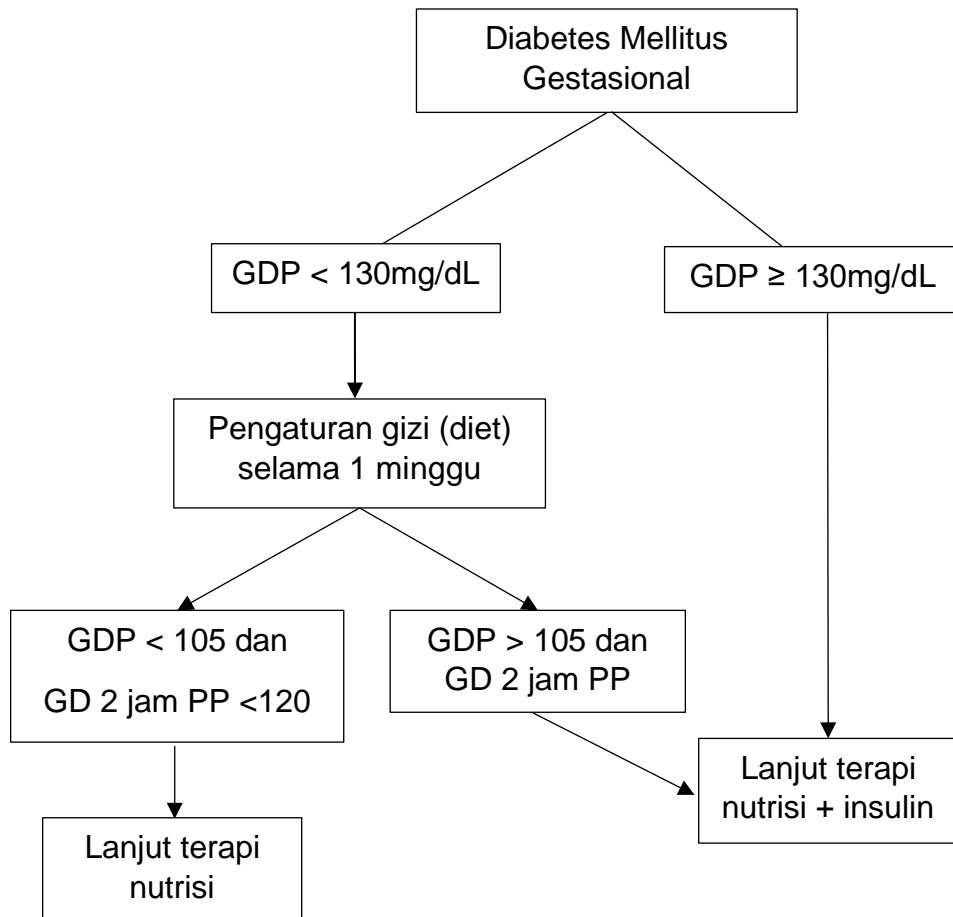 Diabetes Mellitus
Gestasional
GDP < 130mg/dL
GDP ≥ 130mg/dL
Pengaturan gizi (diet)
selama 1 minggu
GDP < 105 dan
GD 2 jam PP <120
GDP > 105 dan
GD 2 jam PP
Lanjut terapi
nutrisi + insulin
Lanjut terapi
nutrisi